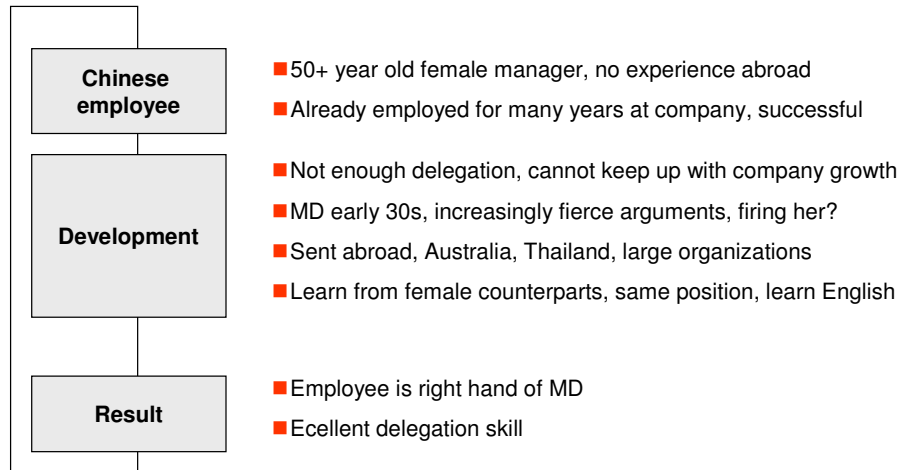 Chinese
employee
50+ year old female manager, no experience abroad
Already employed for many years at company, successful
Development
Not enough delegation, cannot keep up with company growth
MD early 30s, increasingly fierce arguments, firing her?
Sent abroad, Australia, Thailand, large organizations
Learn from female counterparts, same position, learn English
Result
Employee is right hand of MD
Ecellent delegation skill